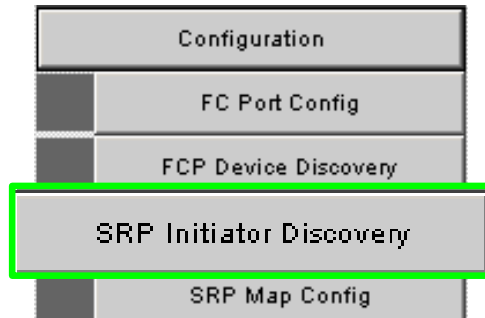 Configuration
FC Port Config
FCP Device Discovery
SRP Initiator Discovery
SRP Map Config